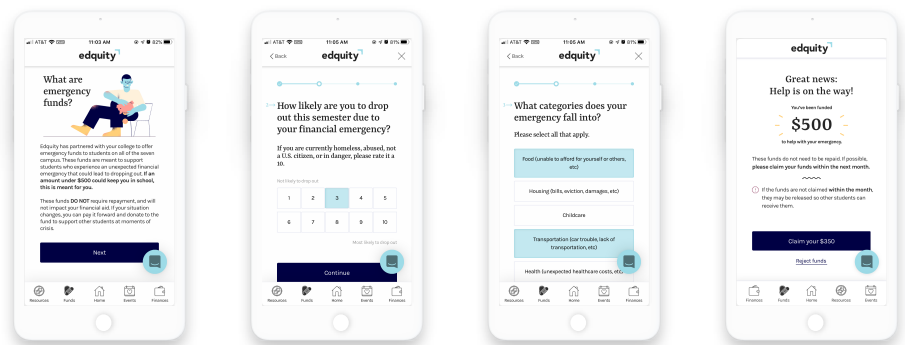 AT&T
11:03 AM
82%
edquity
What are
emergency
funds?
Edquity has partnered with your college to offer
emergency funds to students on all of the seven
campus. These funds are meant to support
students who experience an unexpected financial
emergency that could lead to dropping out. If an
amount under $500 could keep you in school,
this is meant for you.
These funds DO NOT require repayment, and will
not impact your financial aid. If your situation
changes, you can pay it forward and donate to the
fund to support other students at moments of
crisis.
Next
Resources
Funds
Home
Events
Finances
AT&T
11:05 AM
82%
Back
edquity
How likely are you to drop
out this semester due to
your financial emergency?
If you are currently homeless, abused, not
a U.S. citizen, or in danger, please rate it a
10.
Not likely to drop out
1 2 3 4 5
6 7 8 9 10
Most likely to drop out
Continue
Resources
Funds
Home
Events
Finances
AT&T
11:05 AM
81%
Back
edquity
What categories does your
emergency fall into?
Please select all that apply.
Food (unable to afford for yourself or others,
etc)
Housing (bills, eviction, damages, etc)
Childcare
Transportation (car trouble, lack of
transportation, etc)
Health (unexpected healthcare costs, etc)
Resources
Funds
Home
Events
Finances
edquity
Great news:
Help is on the way!
You've been funded
$500
to help with your emergency.
These funds do not need to be repaid. If possible,
please claim your funds within the next month.
If the funds are not claimed within the month,
they may be released so other students can
receive them.
Claim your $350
Reject funds
Finances
Funds
Home
Resources
Events